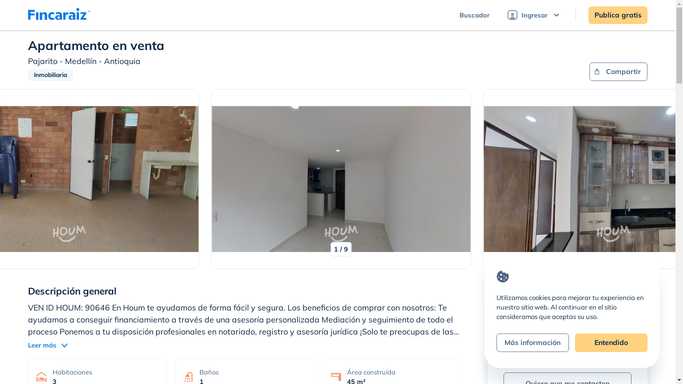 Fincaraiz
Buscador
Ingresar
Publica gratis
Apartamento en venta
Pajarito - Medellín - Antioquia
Inmobiliaria
Compartir
HOUM
HOUM
HOUM
1 / 9
Descripción general
VEN ID HOUM: 90646 En Houm te ayudamos de forma fácil y segura. Los beneficios de comprar con nosotros: Te
ayudamos a conseguir financiamiento a través de una asesoría personalizada Mediación y seguimiento de todo el
proceso Ponemos a tu disposición profesionales en notariado, registro y asesoría jurídica ¡Solo te preocupas de las...
Leer más
Habitaciones
3
Baños
1
Área construida
45 m²
Utilizamos cookies para mejorar tu experiencia en
nuestro sitio web. Al continuar en el sitio
consideramos que aceptas su uso.
Más información
Entendido
Quiero que me contacten